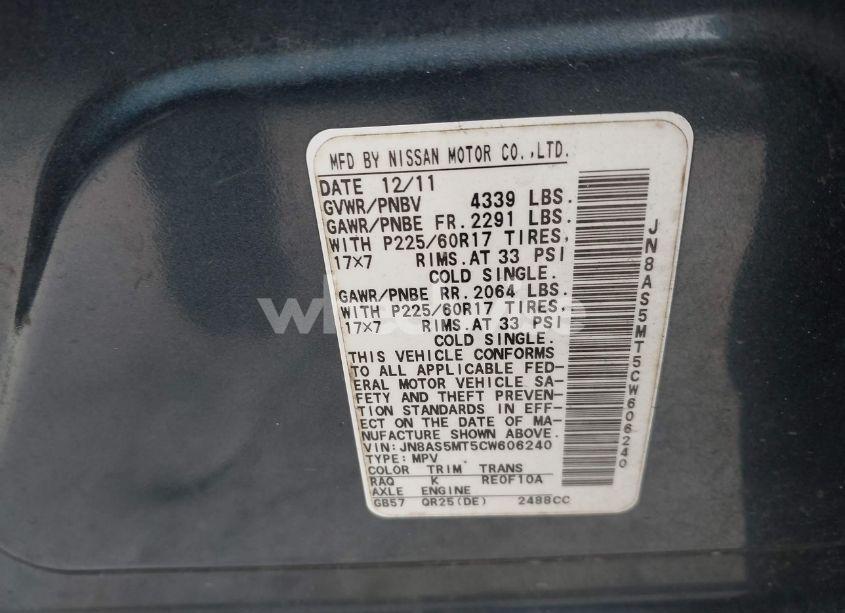 MFD BY NISSAN MOTOR CO.,LTD.
DATE 12/11
GVWR/PNBV 4339 LBS.
GAWR/PNBE FR.2291 LBS.
WITH P225/60R17 TIRES,
17×7 RIMS.AT 33 PSI
COLD SINGLE.
GAWR/PNBE RR.2064 LBS.
WITH P225/60R17 TIRES,
17×7 RIMS.AT 33 PSI
COLD SINGLE.
THIS VEHICLE CONFORMS
TO ALL APPLICABLE FED-
ERAL MOTOR VEHICLE SA-
FETY AND THEFT PREVEN-
TION STANDARDS IN EFF-
ECT ON THE DATE OF MA-
NUFACTURE SHOWN ABOVE.
VIN:JN8AS5MT5CW606240
TYPE:MPV
COLOR TRIM TRANS
RAQ K RE0F10A
AXLE ENGINE
GB57 QR25(DE) 2488CC
JN8AS5MT5CW606240